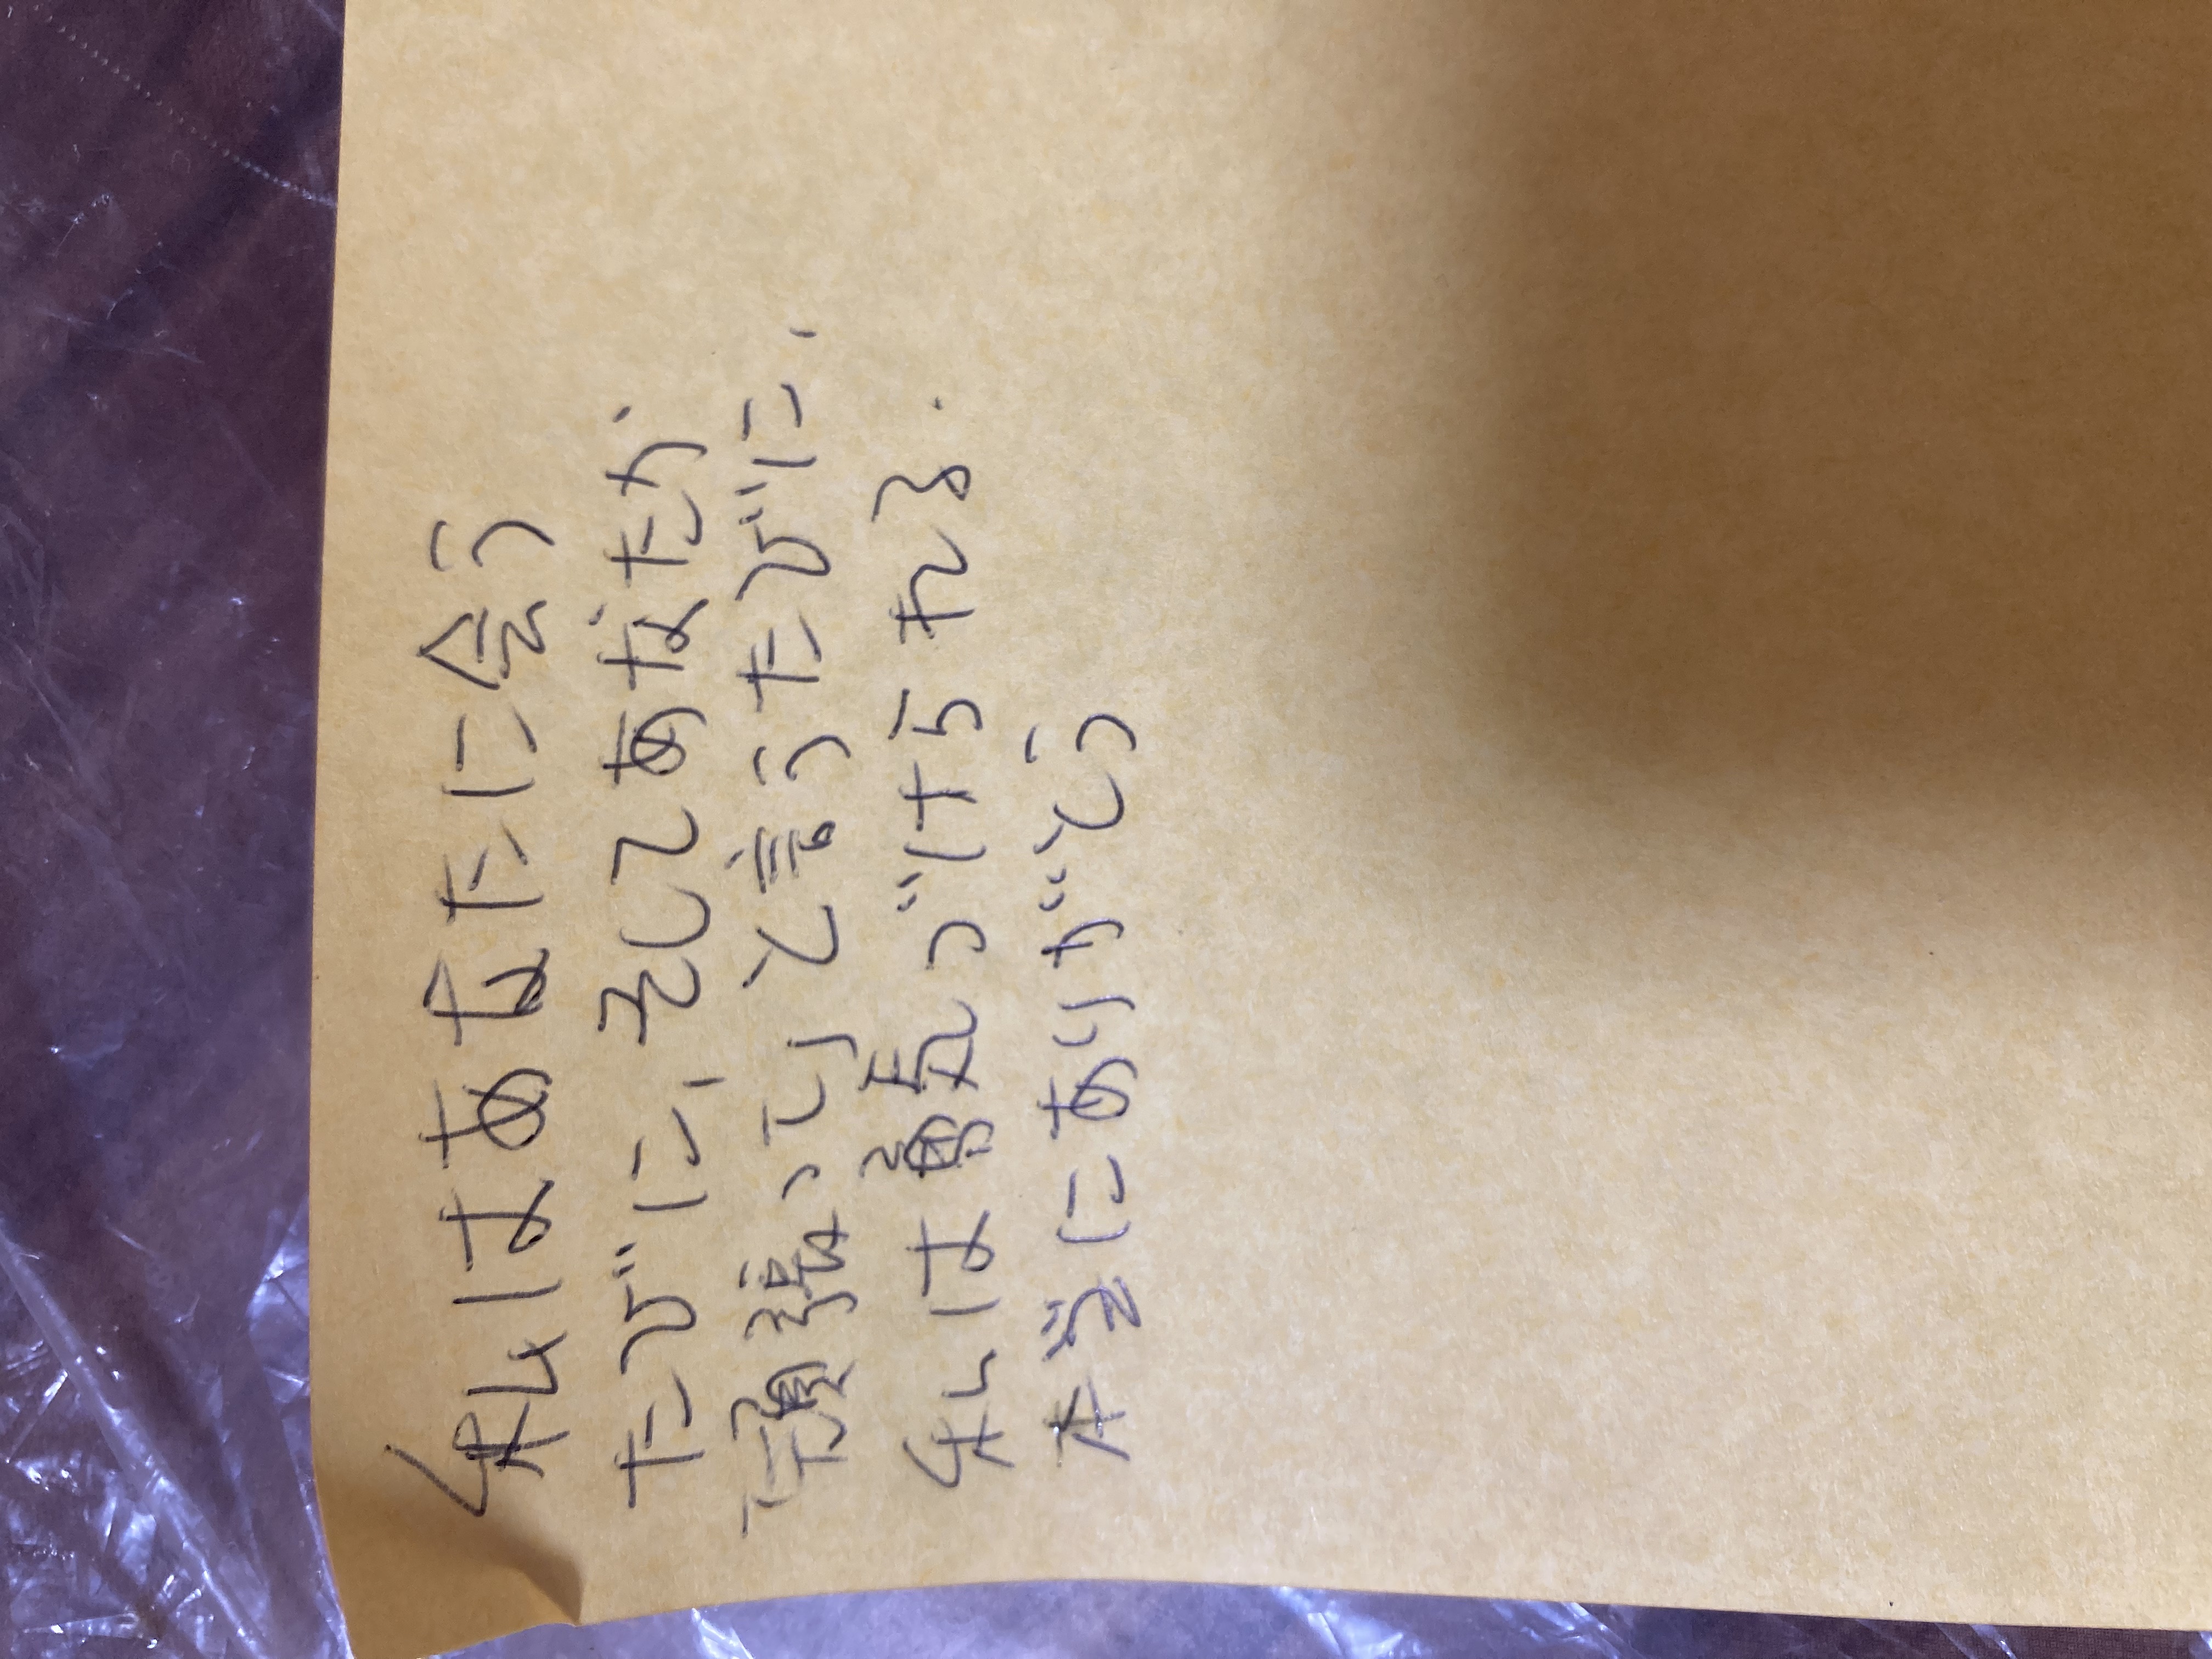 私はあなたに会う
たびに、そしてあなたが
「頑張って」と言うたびに、
私は勇気づけられる.
本当にありがとう